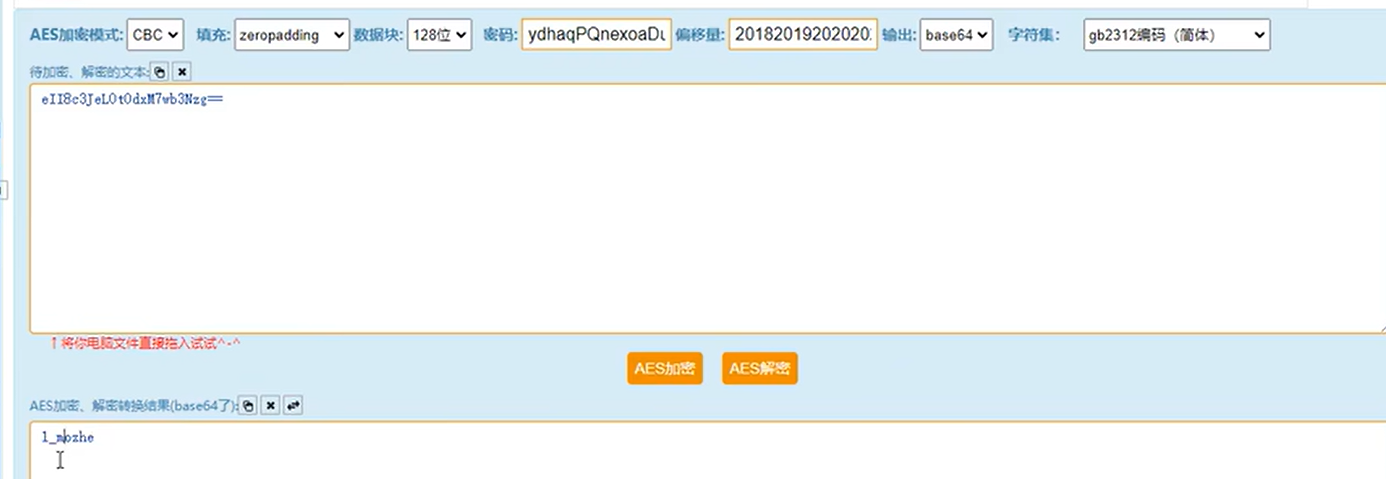 AES加密模式: CBC 填充: zeropadding 数据块: 128位 密码: ydhaqPQnexoaDu 偏移量: 20182019202020 输出: base64 字符集: gb2312编码（简体）
待加密、解密的文本:
eII8c3JeLOtOdxM7wb3Nzg==
↑将你电脑文件直接拖入试试^-^
AES加密 AES解密
AES加密、解密转换结果(base64了):
1_mozhe